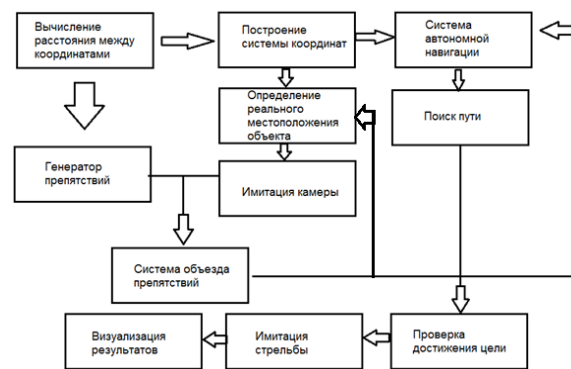 Вычисление
расстояния между
координатами
Построение
системы координат
Система
автономной
навигации
Определение
реального
местоположения
объекта
Поиск пути
Генератор
препятствий
Имитация камеры
Система объезда
препятствий
Визуализация
результатов
Имитация
стрельбы
Проверка
достижения цели